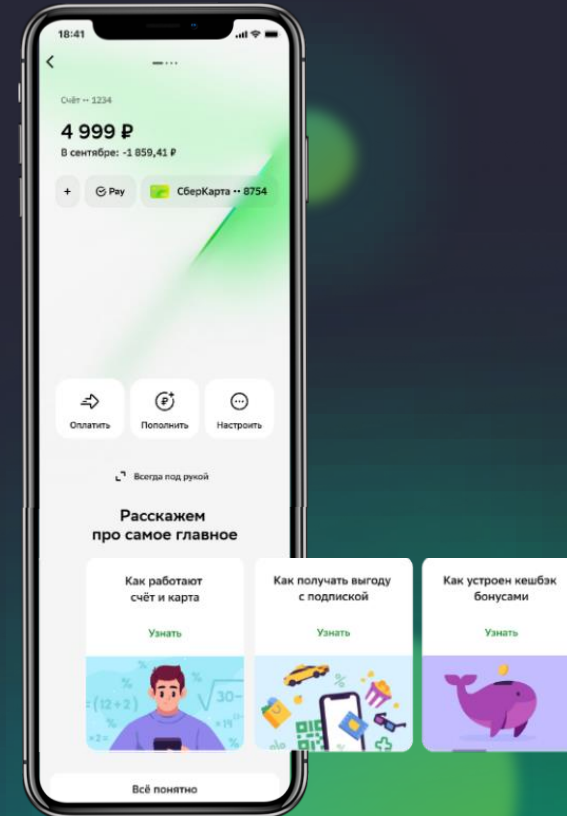 18:41
Счёт •• 1234
4 999 ₽
В сентябре: -1 859,41 ₽
+
Pay
СберКарта •• 8754
Оплатить
Пополнить
Настроить
Всегда под рукой
Расскажем
про самое главное
Как работают
счёт и карта
Узнать
Как получать выгоду
с подпиской
Узнать
Как устроен кешбэк
бонусами
Узнать
Всё понятно